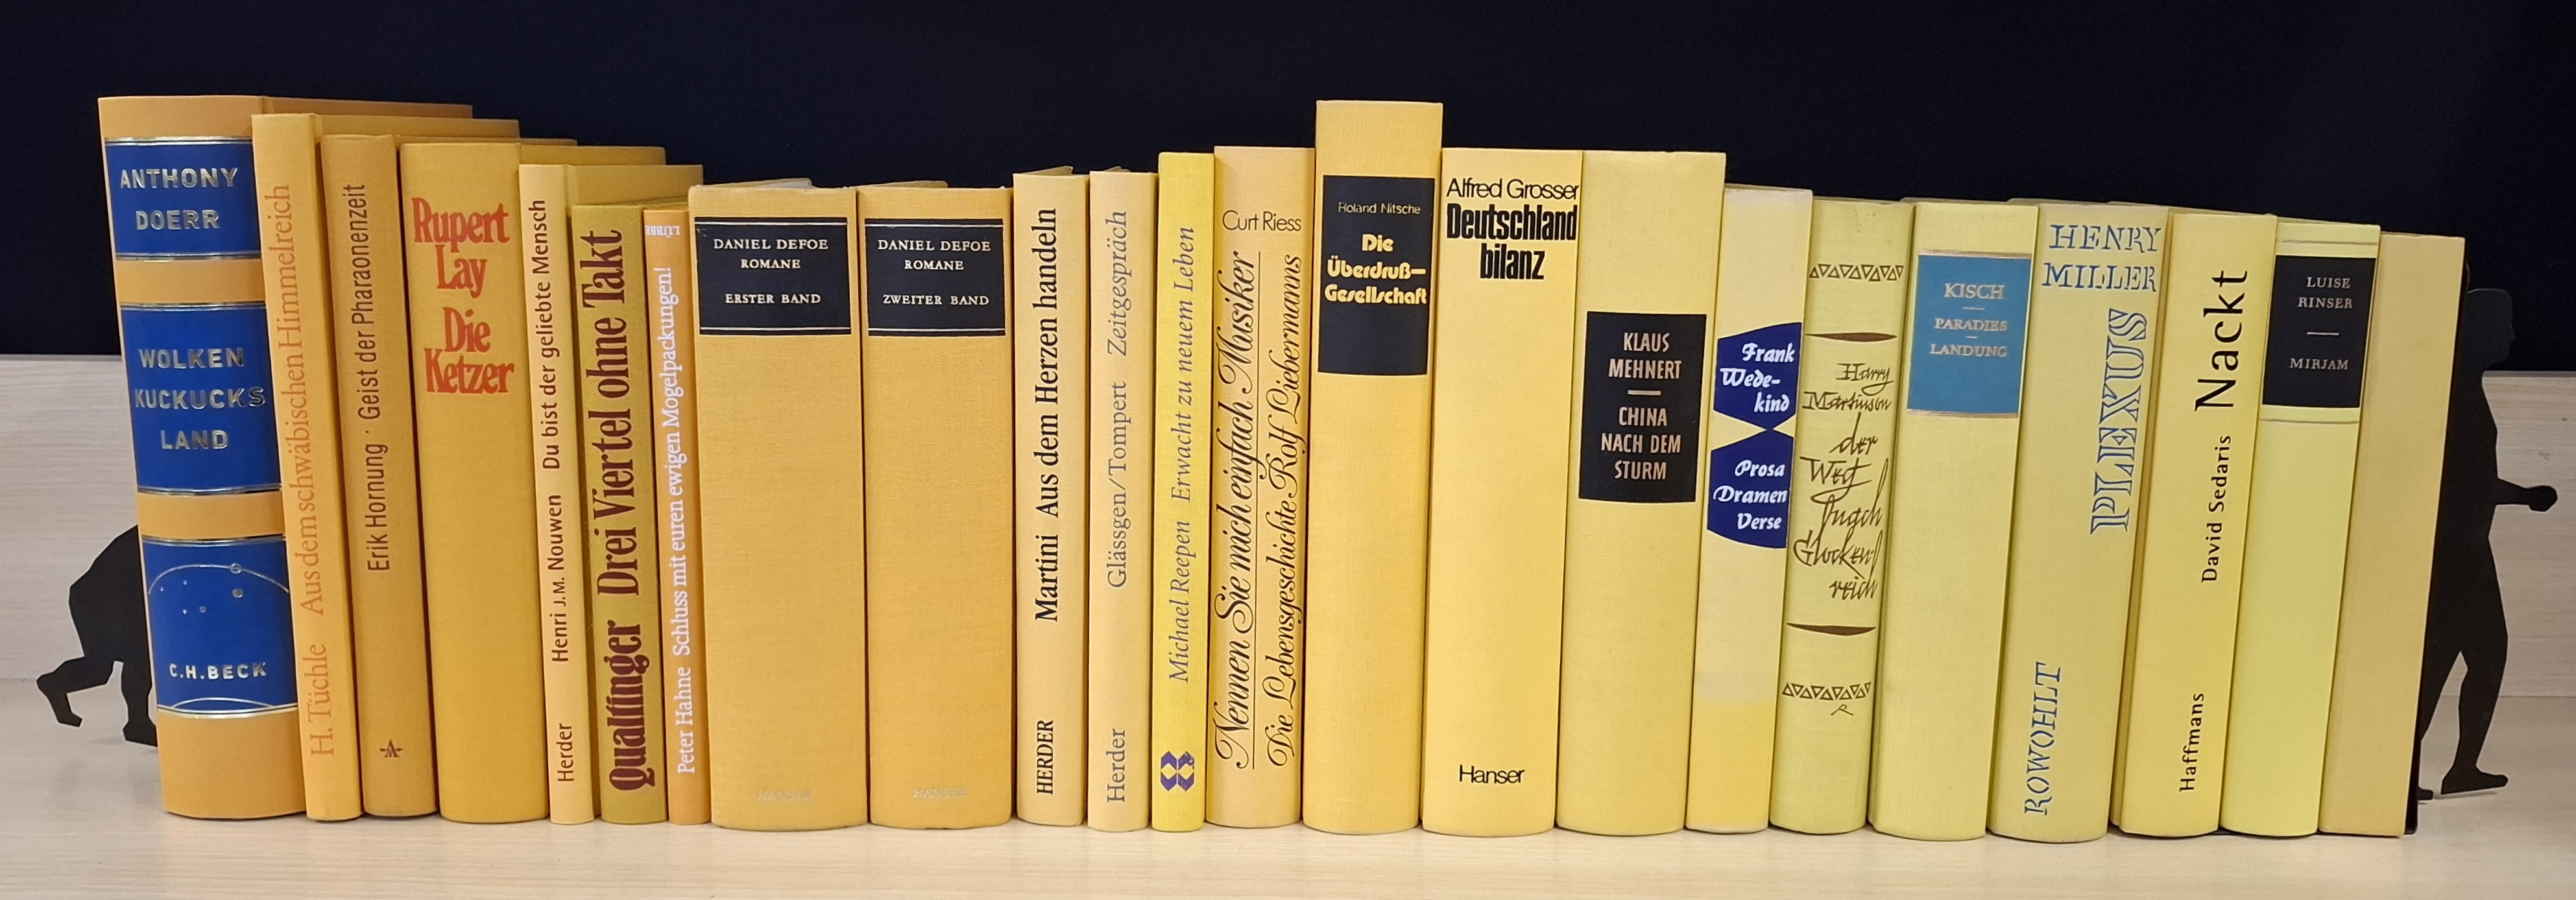 ANTHONY
DOERR
WOLKEN
KUCKUCKS
LAND
C.H.BECK
H. Tüchle Aus dem schwäbischen Himmelreich
Erik Hornung · Geist der Pharaonenzeit
Rupert
Lay
Die
Ketzer
Herder Henri J.M. Nouwen Du bist der geliebte Mensch
Qualtinger Drei Viertel ohne Takt
Peter Hahne Schluss mit euren ewigen Mogelpackungen!
LÜBBE
DANIEL DEFOE
ROMANE
ERSTER BAND
HANSER
DANIEL DEFOE
ROMANE
ZWEITER BAND
HANSER
HERDER Martini Aus dem Herzen handeln
Herder Glässgen/Tompert Zeitgespräch
Michael Reepen Erwacht zu neuem Leben
Curt Riess
Nennen Sie mich einfach Musiker
Die Lebensgeschichte Rolf Liebermanns
Roland Nitsche
Die
Überdruß-
Gesellschaft
Alfred Grosser
Deutschland
bilanz
Hanser
KLAUS
MEHNERT
CHINA
NACH DEM
STURM
Frank
Wede-
kind
Prosa
Dramen
Verse
Harry
Martinson
der
Weg
nach
Glocken-
reich
KISCH
PARADIES
LANDUNG
HENRY
MILLER
PLEXUS
ROWOHLT
Haffmans David Sedaris Nackt
LUISE
RINSER
MIRJAM